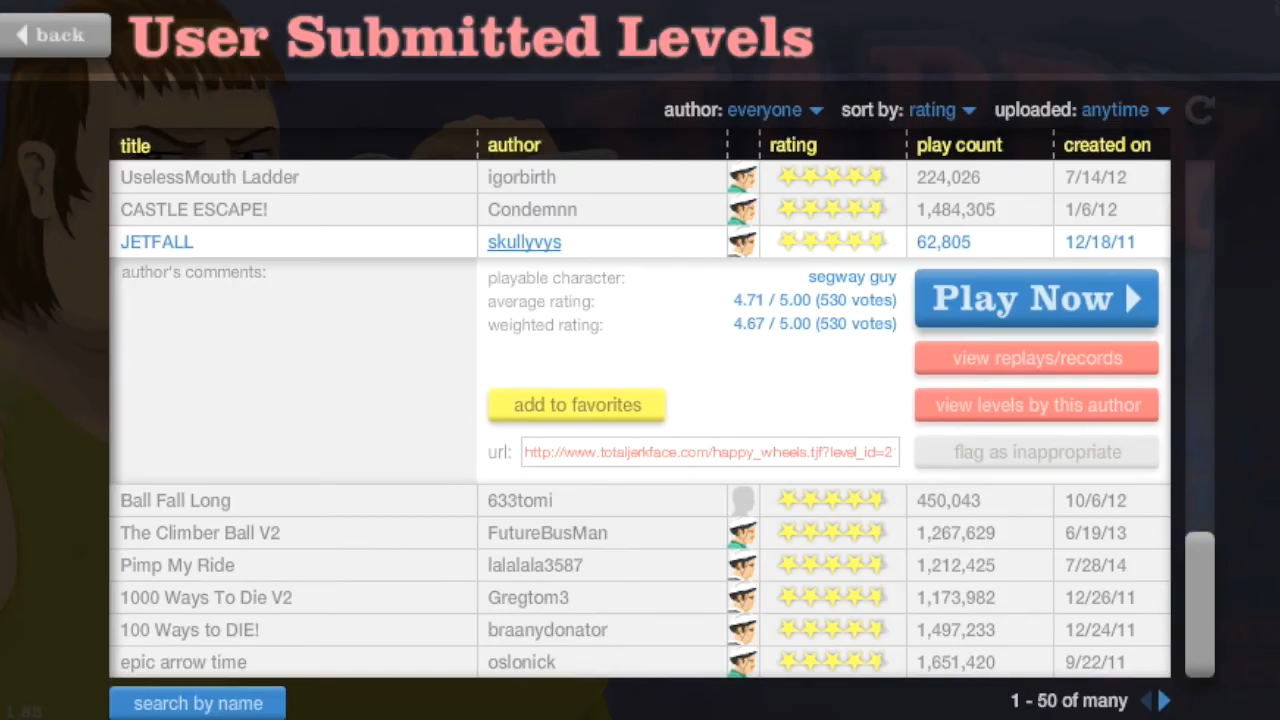 back
User Submitted Levels
author: everyone sort by: rating uploaded: anytime
title author rating play count created on
UselessMouth Ladder igorbirth 224,026 7/14/12
CASTLE ESCAPE! Condemnn 1,484,305 1/6/12
JETFALL skullyvys 62,805 12/18/11
author's comments:
playable character: segway guy
average rating: 4.71 / 5.00 (530 votes)
weighted rating: 4.67 / 5.00 (530 votes)
Play Now
view replays/records
add to favorites
view levels by this author
url: http://www.totaljerkface.com/happy_wheels.tjf?level_id=2
flag as inappropriate
Ball Fall Long 633tomi 450,043 10/6/12
The Climber Ball V2 FutureBusMan 1,267,629 6/19/13
Pimp My Ride lalalala3587 1,212,425 7/28/14
1000 Ways To Die V2 Gregtom3 1,173,982 12/26/11
100 Ways to DIE! braanydonator 1,497,233 12/24/11
epic arrow time oslonick 1,651,420 9/22/11
search by name
1 - 50 of many